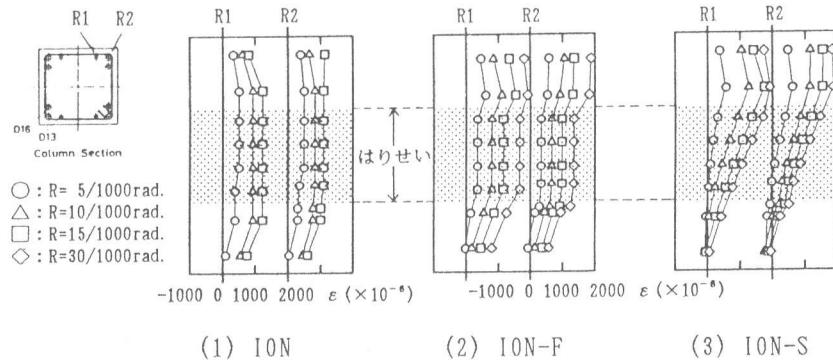 R1 R2
D16
D13
Column Section
○ : R= 5/1000rad.
△ : R=10/1000rad.
□ : R=15/1000rad.
◇ : R=30/1000rad.
R1 R2
-1000 0 1000 2000 ε (×10⁻⁶)
(1) ION
はりせい
R1 R2
-1000 0 1000 2000
(2) ION-F
R1 R2
ε (×10⁻⁶)
(3) ION-S